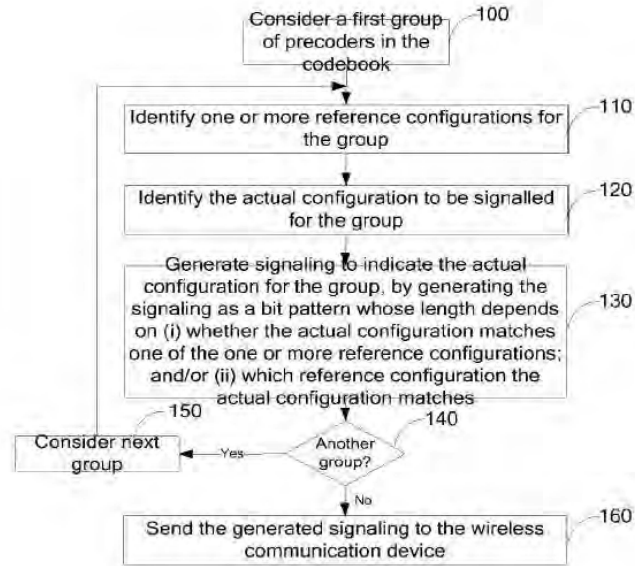 Consider a first group
of precoders in the
codebook
100
Identify one or more reference configurations for
the group
110
Identify the actual configuration to be signalled
for the group
120
Generate signaling to indicate the actual
configuration for the group, by generating the
signaling as a bit pattern whose length depends
on (i) whether the actual configuration matches
one of the one or more reference configurations;
and/or (ii) which reference configuration the
actual configuration matches
130
150
140
Consider next
group
Yes
Another
group?
No
Send the generated signaling to the wireless
communication device
160